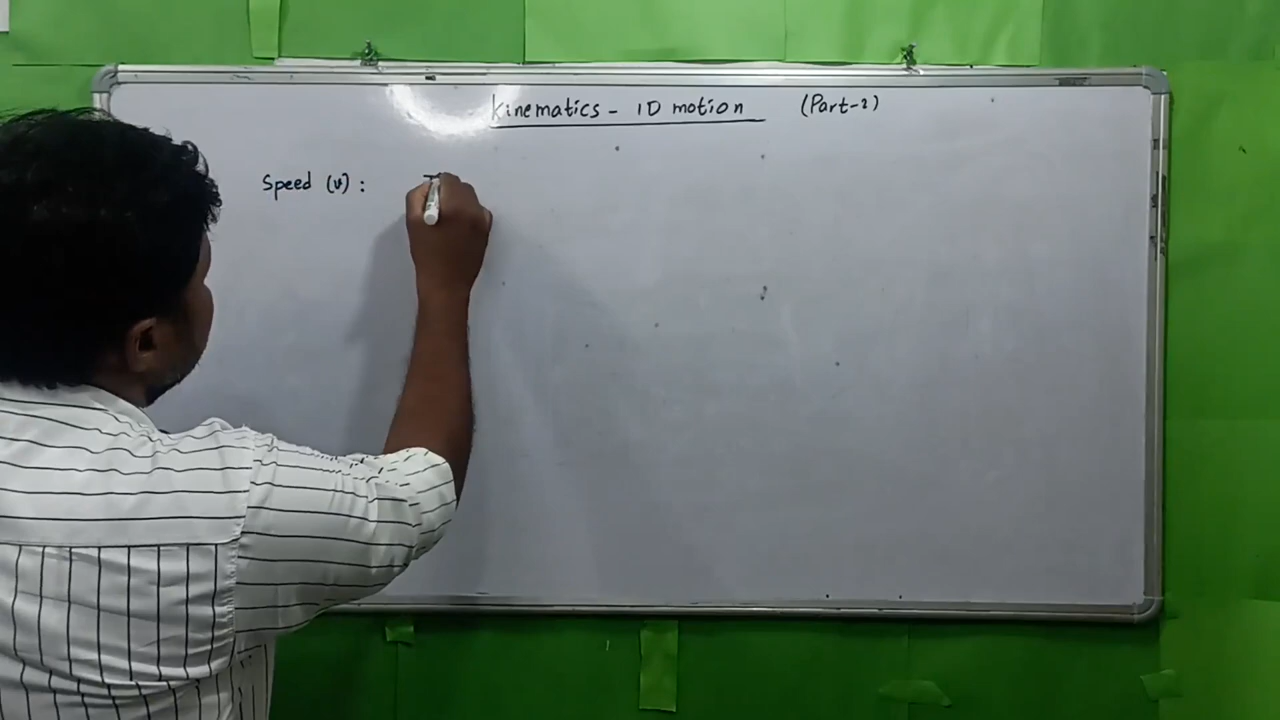 Kinematics - 1D motion (Part-2)
Speed (v) :